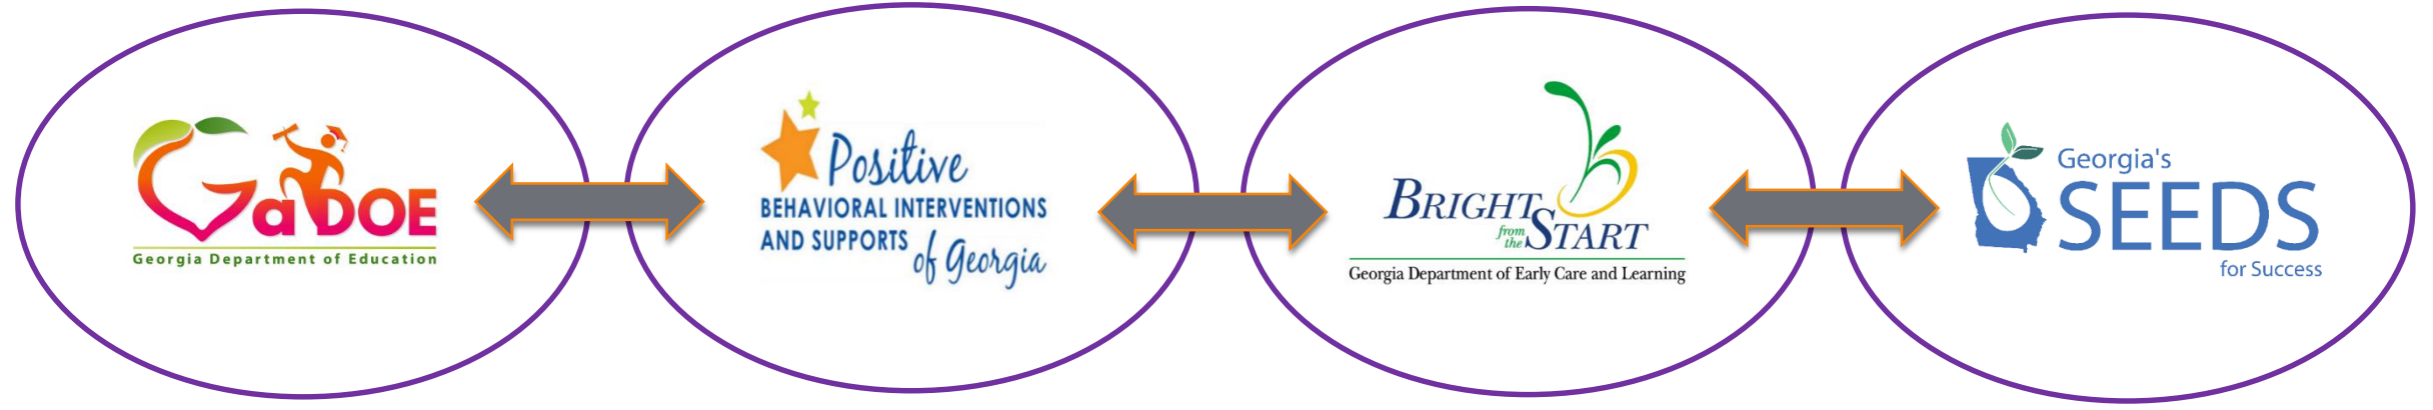 GaDOE
Georgia Department of Education
Positive
BEHAVIORAL INTERVENTIONS
AND SUPPORTS
of Georgia
BRIGHT
from
the START
Georgia Department of Early Care and Learning
Georgia's
SEEDS
for Success